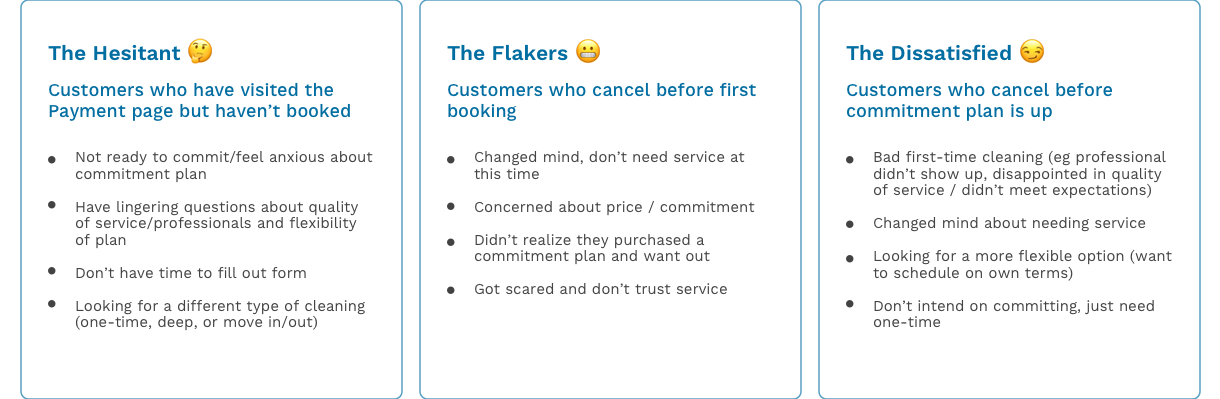 The Hesitant 🤔
Customers who have visited the
Payment page but haven’t booked
• Not ready to commit/feel anxious about
commitment plan
• Have lingering questions about quality
of service/professionals and flexibility
of plan
• Don’t have time to fill out form
• Looking for a different type of cleaning
(one-time, deep, or move in/out)
The Flakers 😬
Customers who cancel before first
booking
• Changed mind, don’t need service at
this time
• Concerned about price / commitment
• Didn’t realize they purchased a
commitment plan and want out
• Got scared and don’t trust service
The Dissatisfied 😏
Customers who cancel before
commitment plan is up
• Bad first-time cleaning (eg professional
didn’t show up, disappointed in quality
of service / didn’t meet expectations)
• Changed mind about needing service
• Looking for a more flexible option (want
to schedule on own terms)
• Don’t intend on committing, just need
one-time